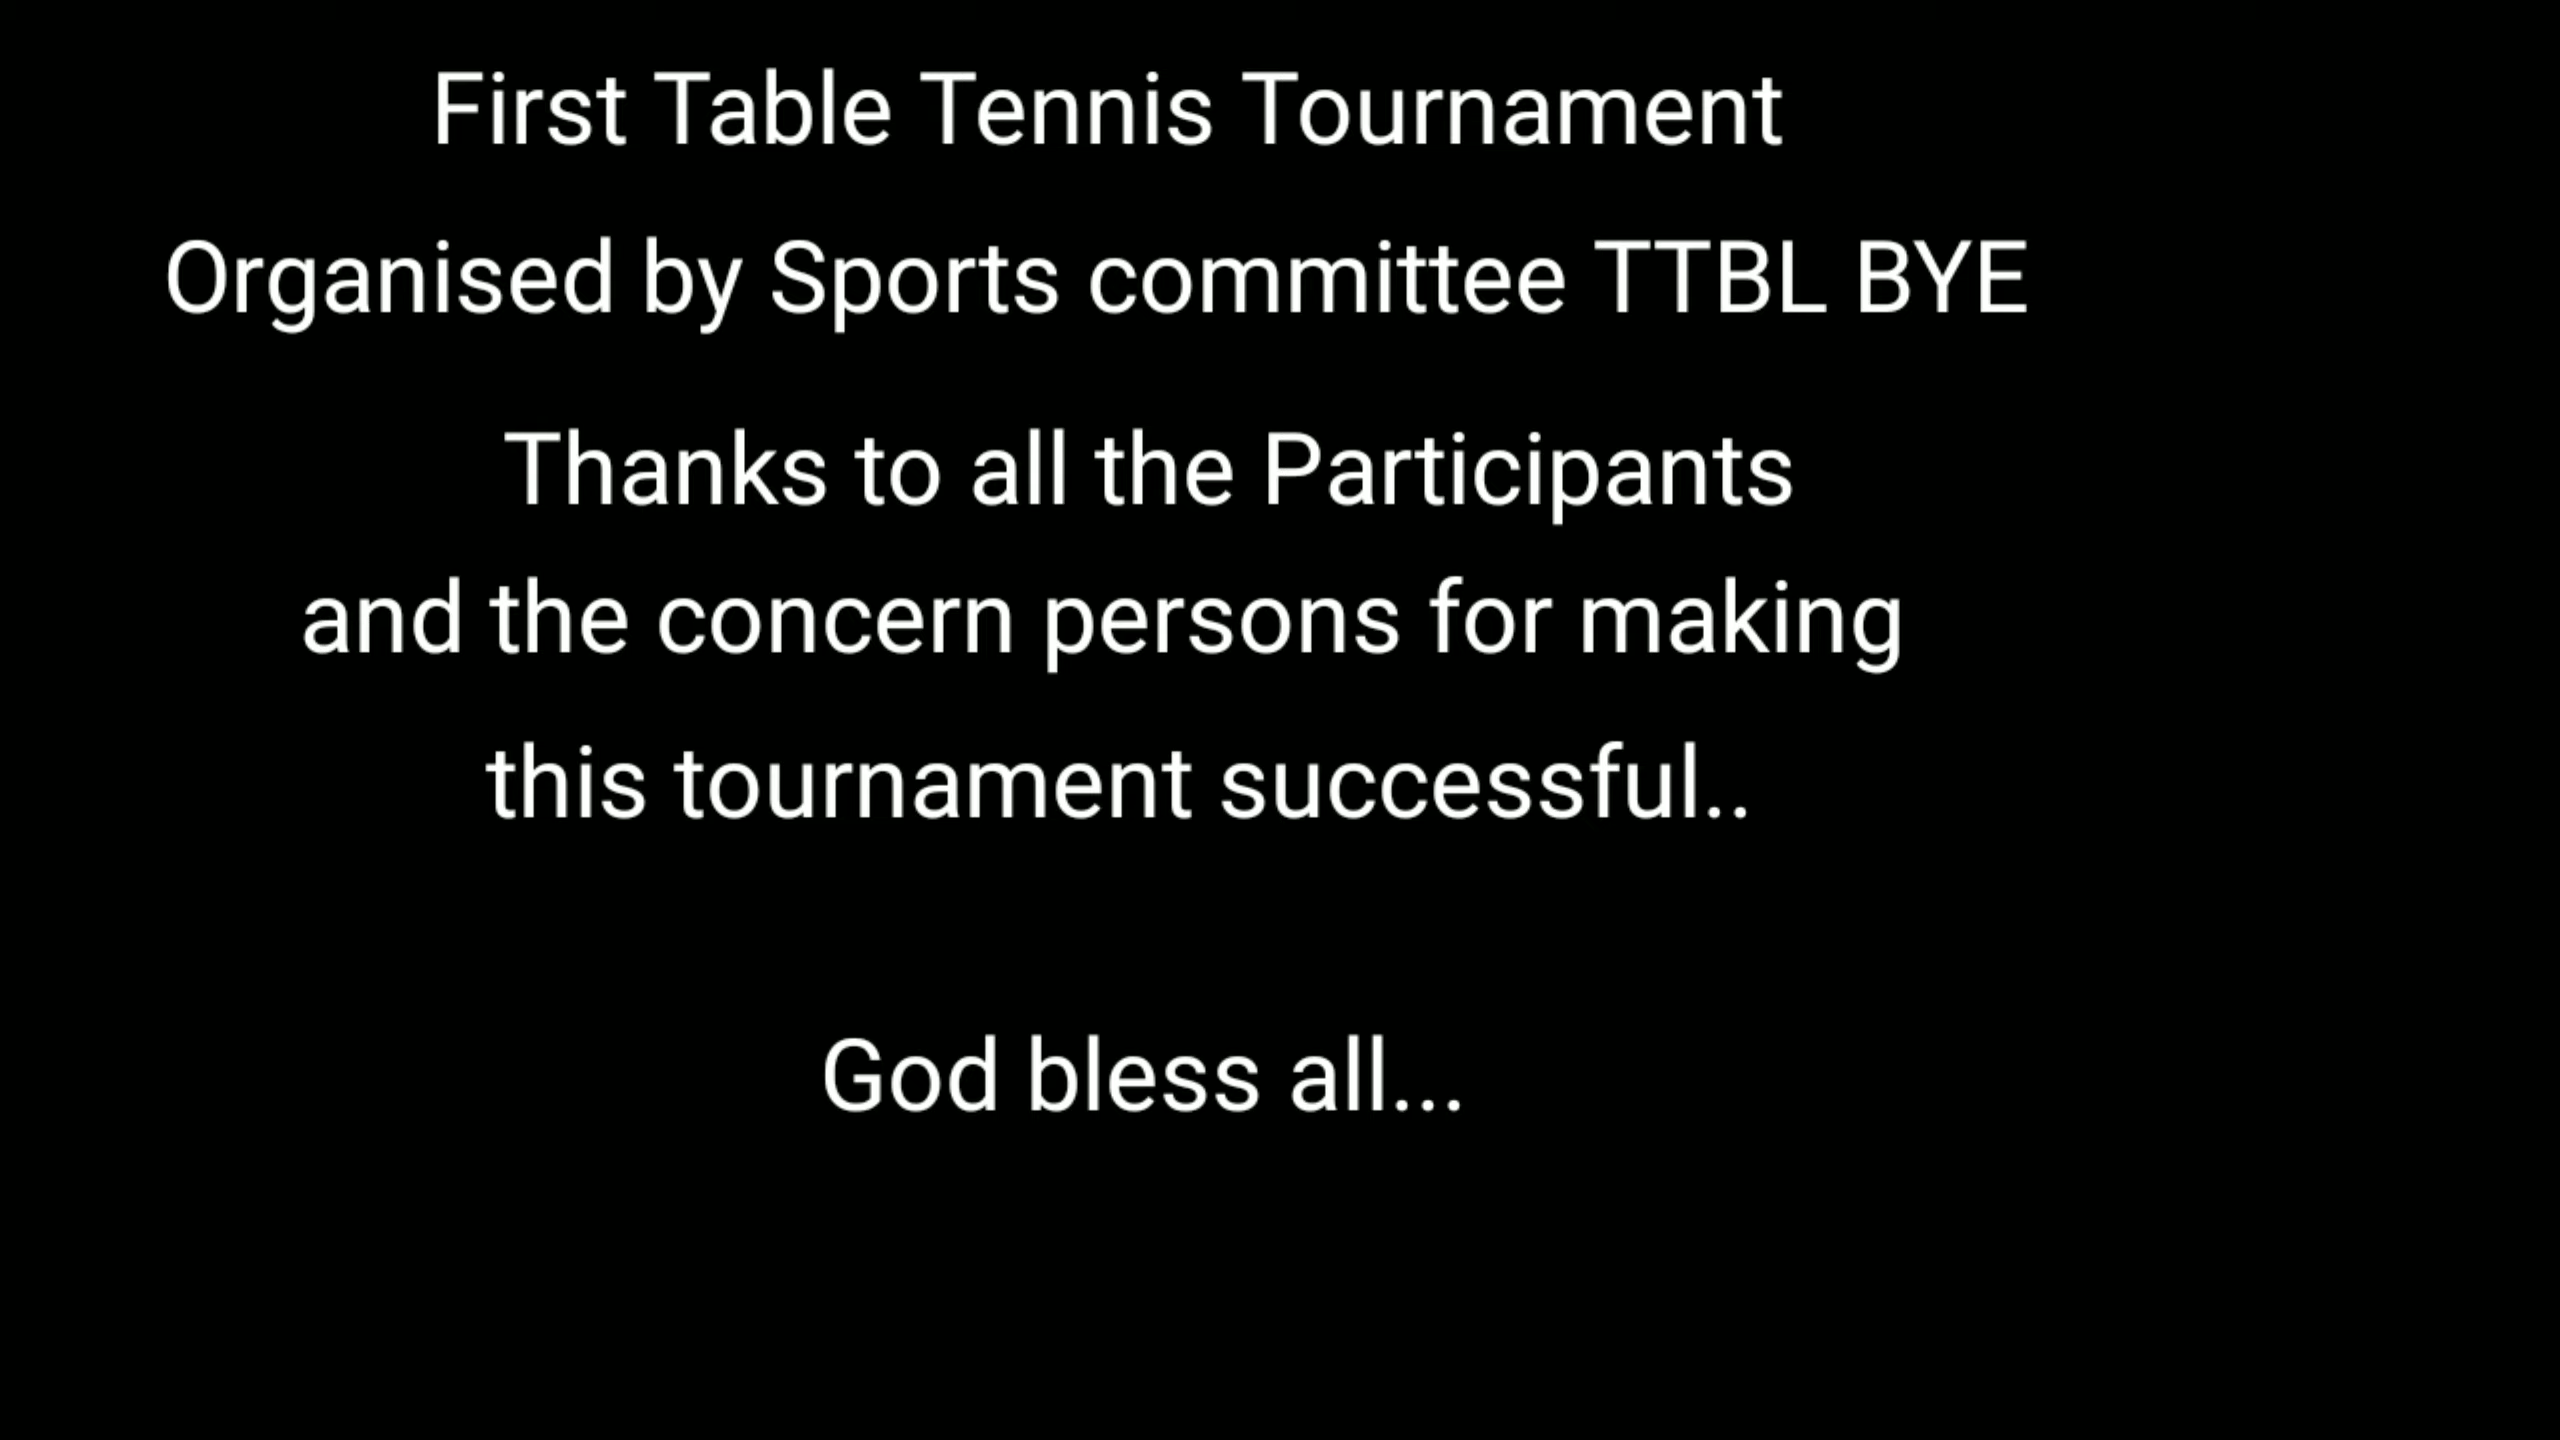 First Table Tennis Tournament
Organised by Sports committee TTBL BYE
Thanks to all the Participants
and the concern persons for making
this tournament successful..
God bless all...